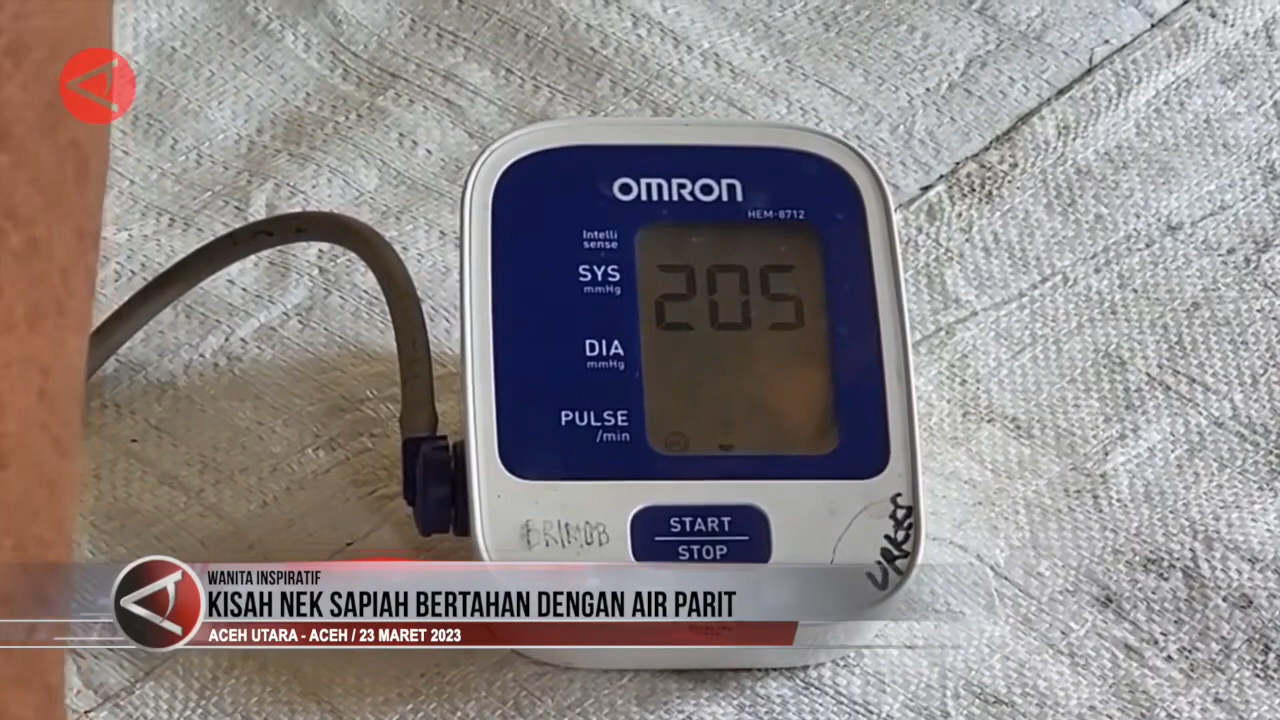 OMRON
HEM-8712
Intelli
sense
SYS
mmHg
205
DIA
mmHg
PULSE
/min
START
STOP
BRIMOB
URKES
WANITA INSPIRATIF
KISAH NEK SAPIAH BERTAHAN DENGAN AIR PARIT
ACEH UTARA - ACEH / 23 MARET 2023